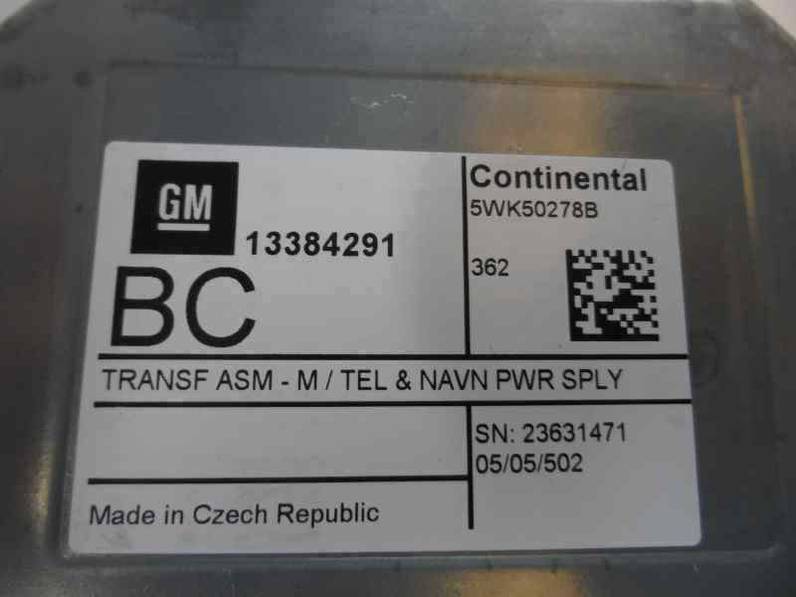 GM
13384291
BC
Continental
5WK50278B
362
TRANSF ASM - M / TEL & NAVN PWR SPLY
SN: 23631471
05/05/502
Made in Czech Republic